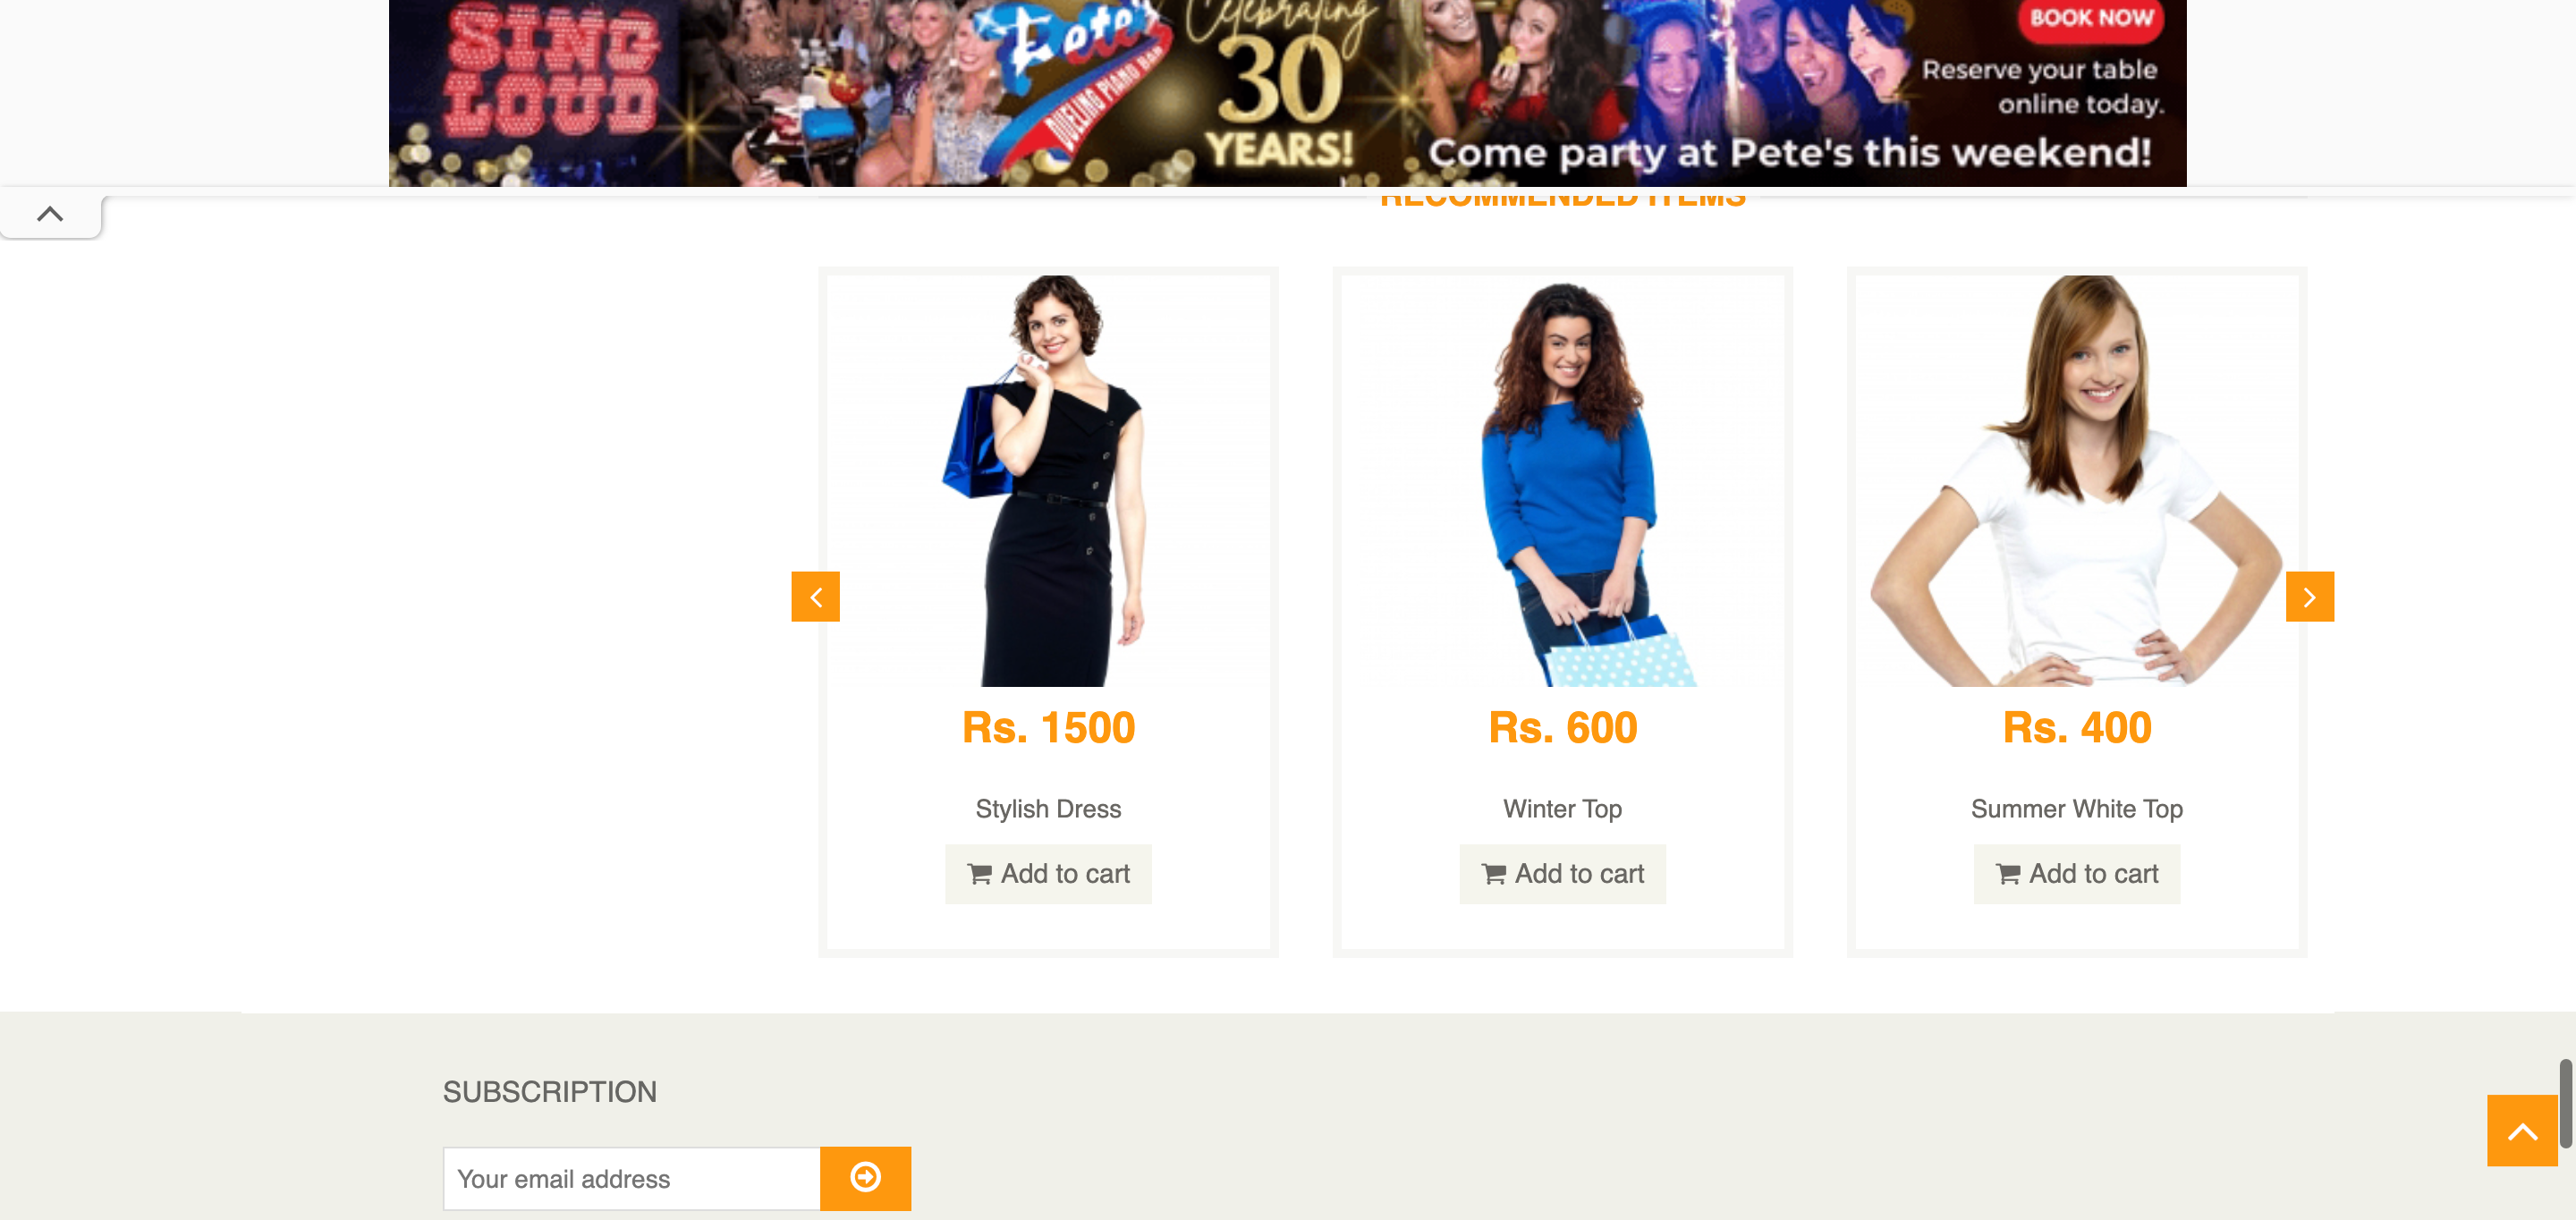 SING
LOUD
Pete's
DUELING PIANO BAR
Celebrating
30
YEARS!
BOOK NOW
Reserve your table
online today.
Come party at Pete's this weekend!
RECOMMENDED ITEMS
Rs. 1500
Rs. 600
Rs. 400
Stylish Dress
Winter Top
Summer White Top
Add to cart
Add to cart
Add to cart
SUBSCRIPTION
Your email address